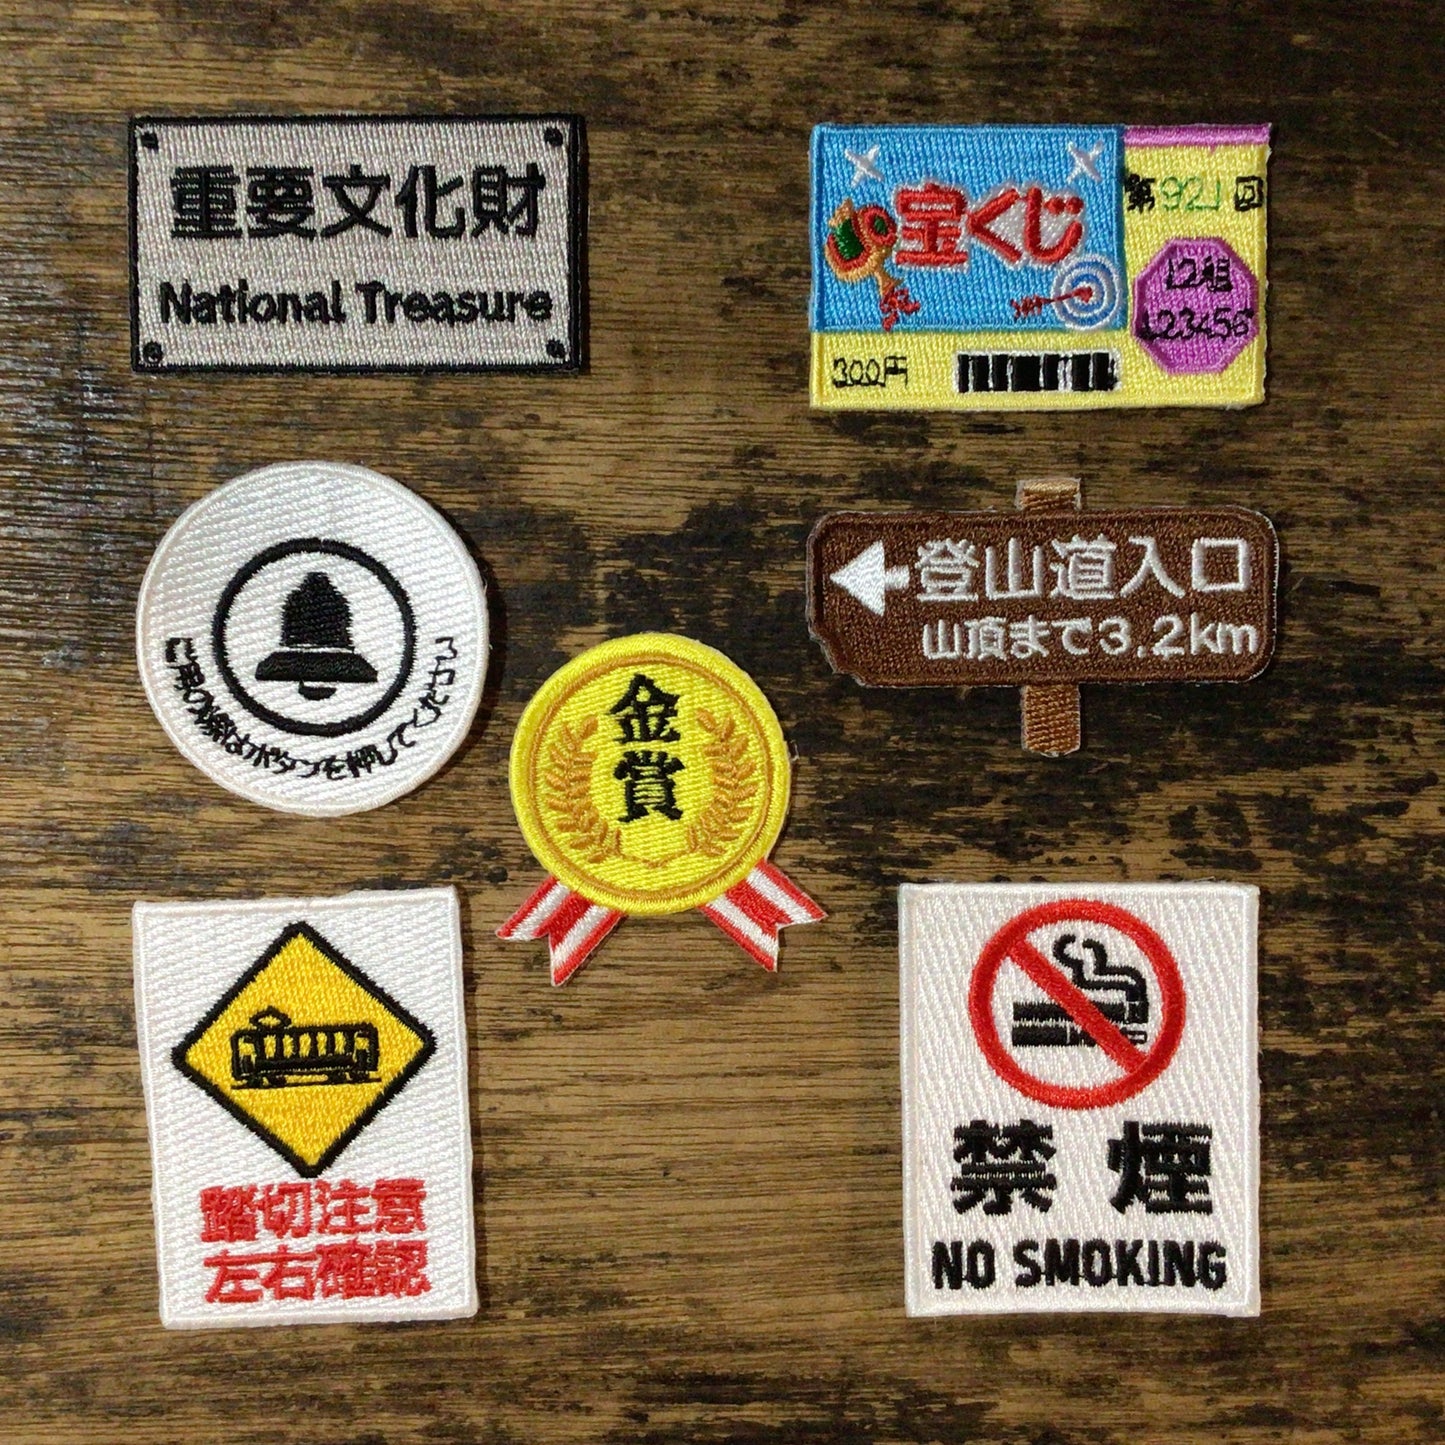 重要文化財
National Treasure
宝くじ
第921回
12組
123456
300円
ご用の際はボタンを押してください
登山道入口
山頂まで3.2km
金賞
踏切注意
左右確認
禁煙
NO SMOKING